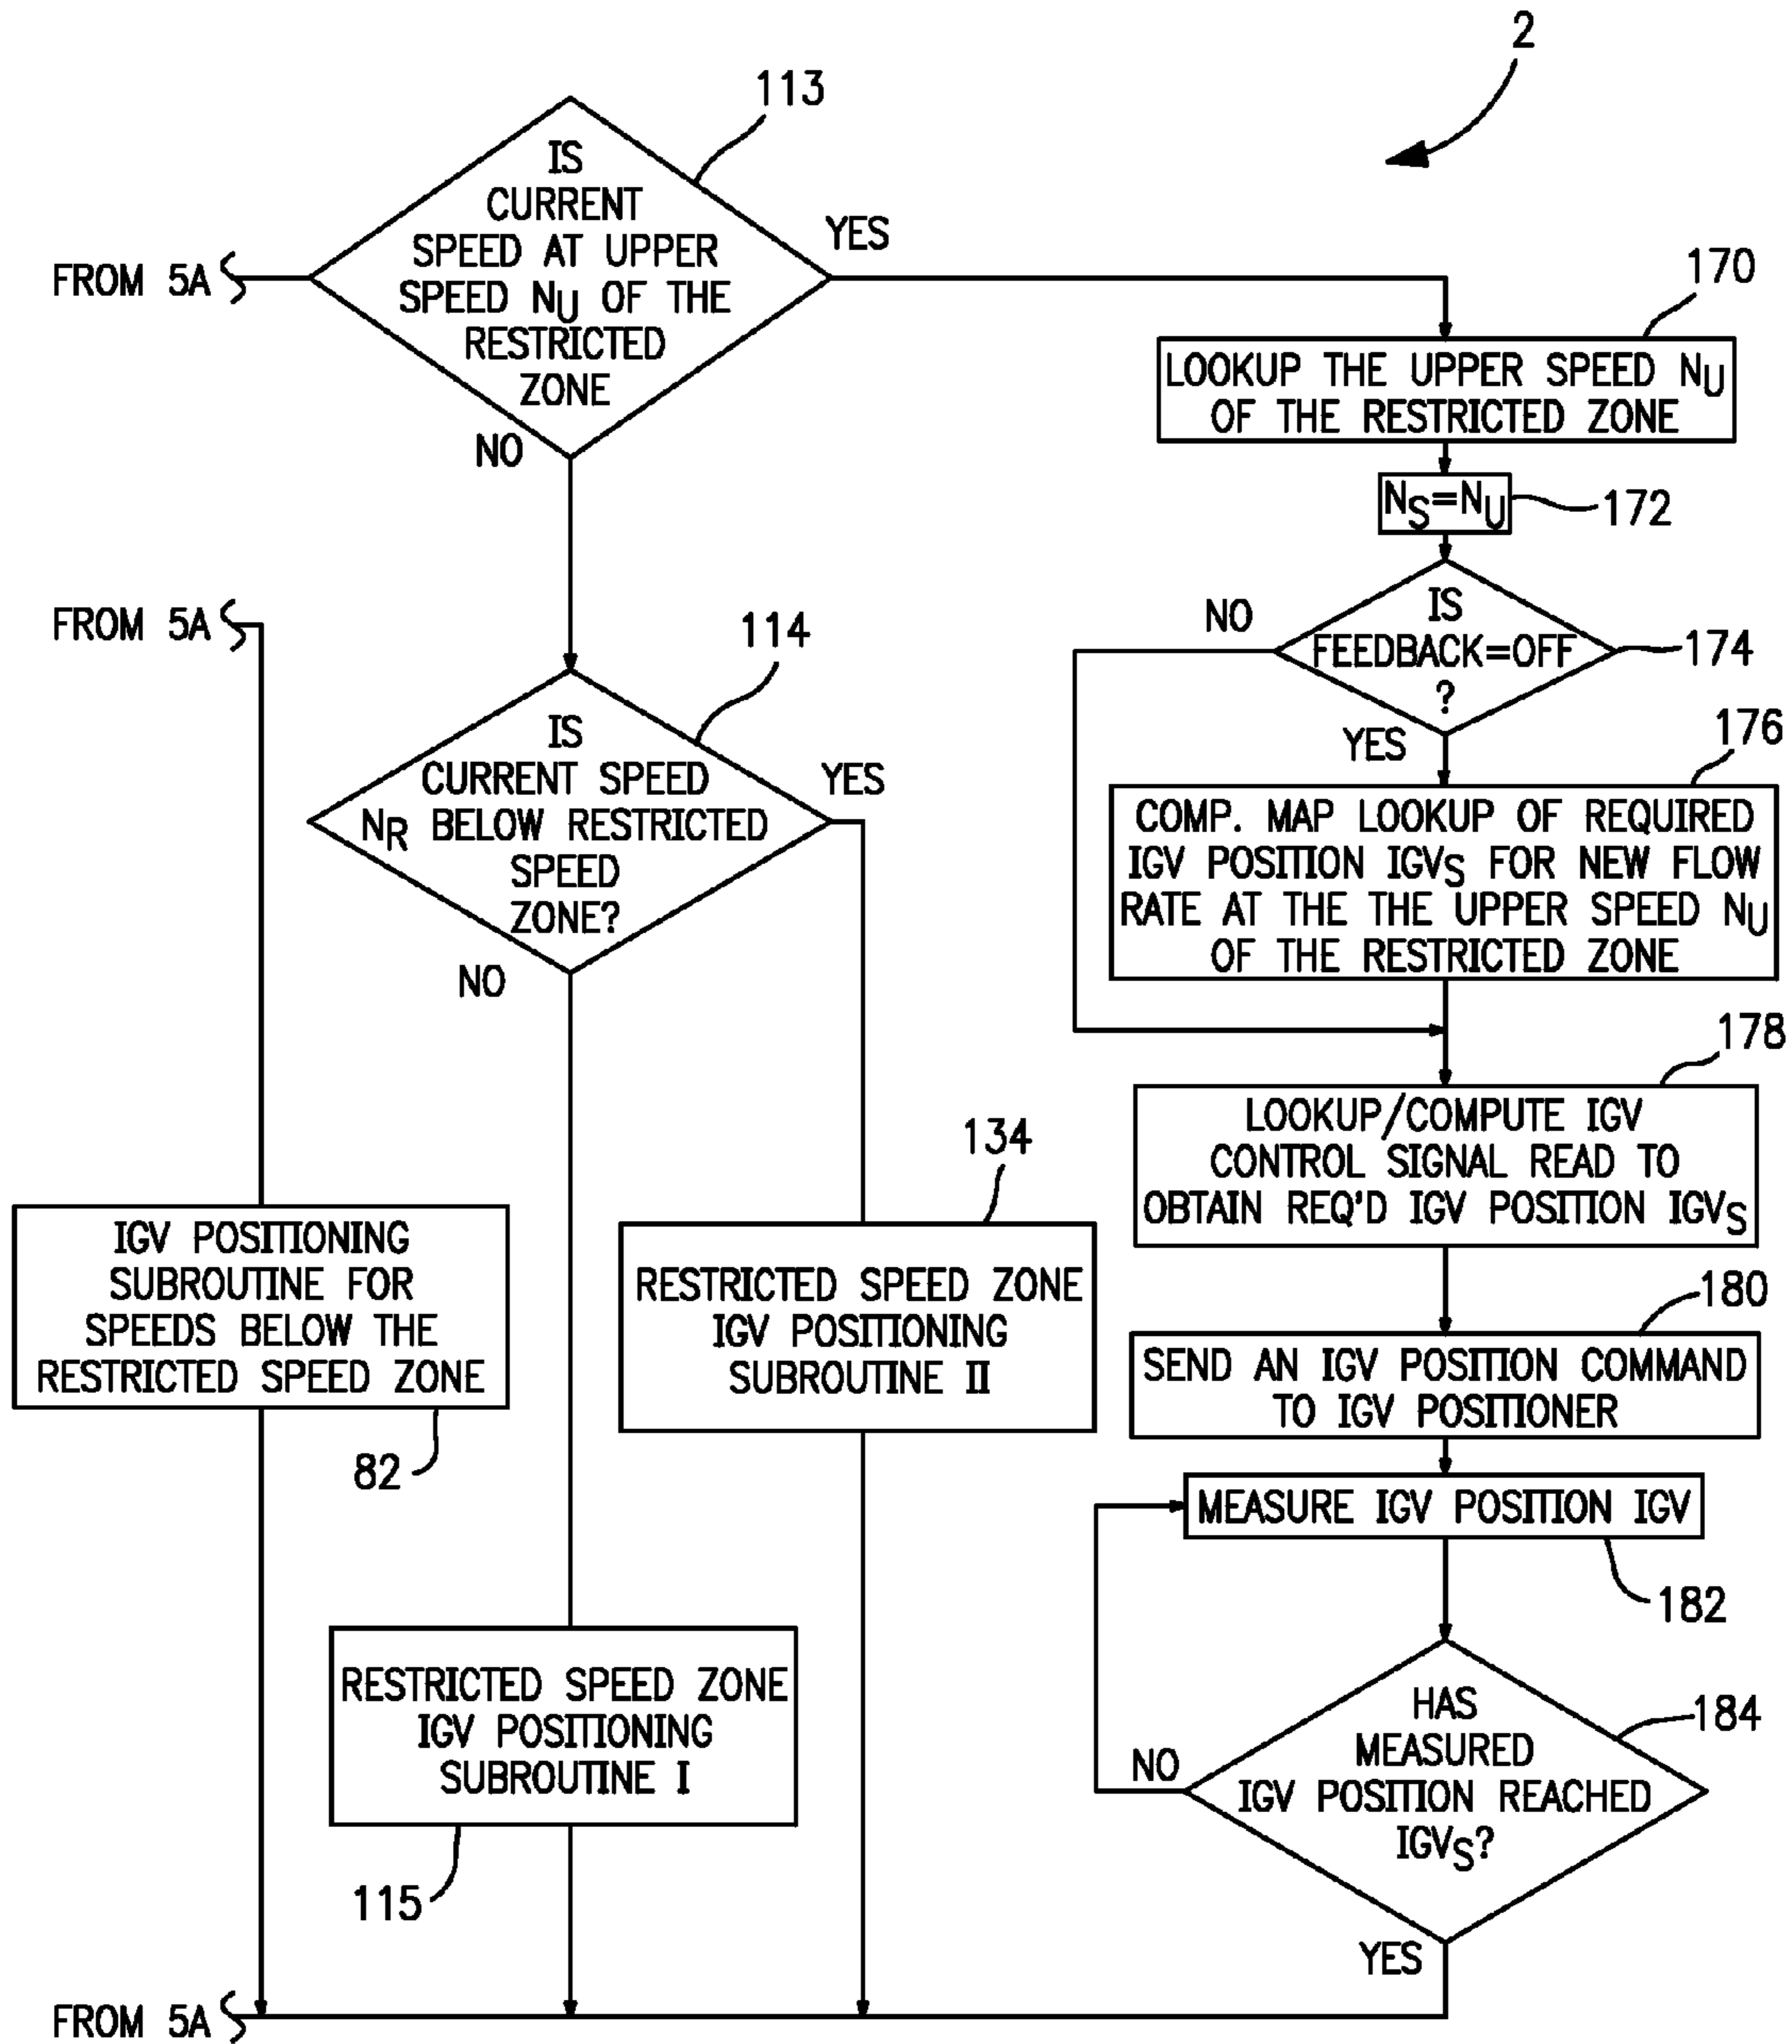 2
113
IS
CURRENT
SPEED AT UPPER
SPEED NU OF THE
RESTRICTED
ZONE
YES
NO
FROM 5A
170
LOOKUP THE UPPER SPEED NU
OF THE RESTRICTED ZONE
NS=NU
172
IS
FEEDBACK=OFF
?
NO
YES
174
FROM 5A
114
IS
CURRENT SPEED
NR BELOW RESTRICTED
SPEED
ZONE?
YES
NO
176
COMP. MAP LOOKUP OF REQUIRED
IGV POSITION IGVS FOR NEW FLOW
RATE AT THE THE UPPER SPEED NU
OF THE RESTRICTED ZONE
178
LOOKUP/COMPUTE IGV
CONTROL SIGNAL READ TO
OBTAIN REQ'D IGV POSITION IGVS
134
RESTRICTED SPEED ZONE
IGV POSITIONING
SUBROUTINE II
IGV POSITIONING
SUBROUTINE FOR
SPEEDS BELOW THE
RESTRICTED SPEED ZONE
82
180
SEND AN IGV POSITION COMMAND
TO IGV POSITIONER
MEASURE IGV POSITION IGV
182
RESTRICTED SPEED ZONE
IGV POSITIONING
SUBROUTINE I
115
HAS
MEASURED
IGV POSITION REACHED
IGVS?
184
NO
YES
FROM 5A